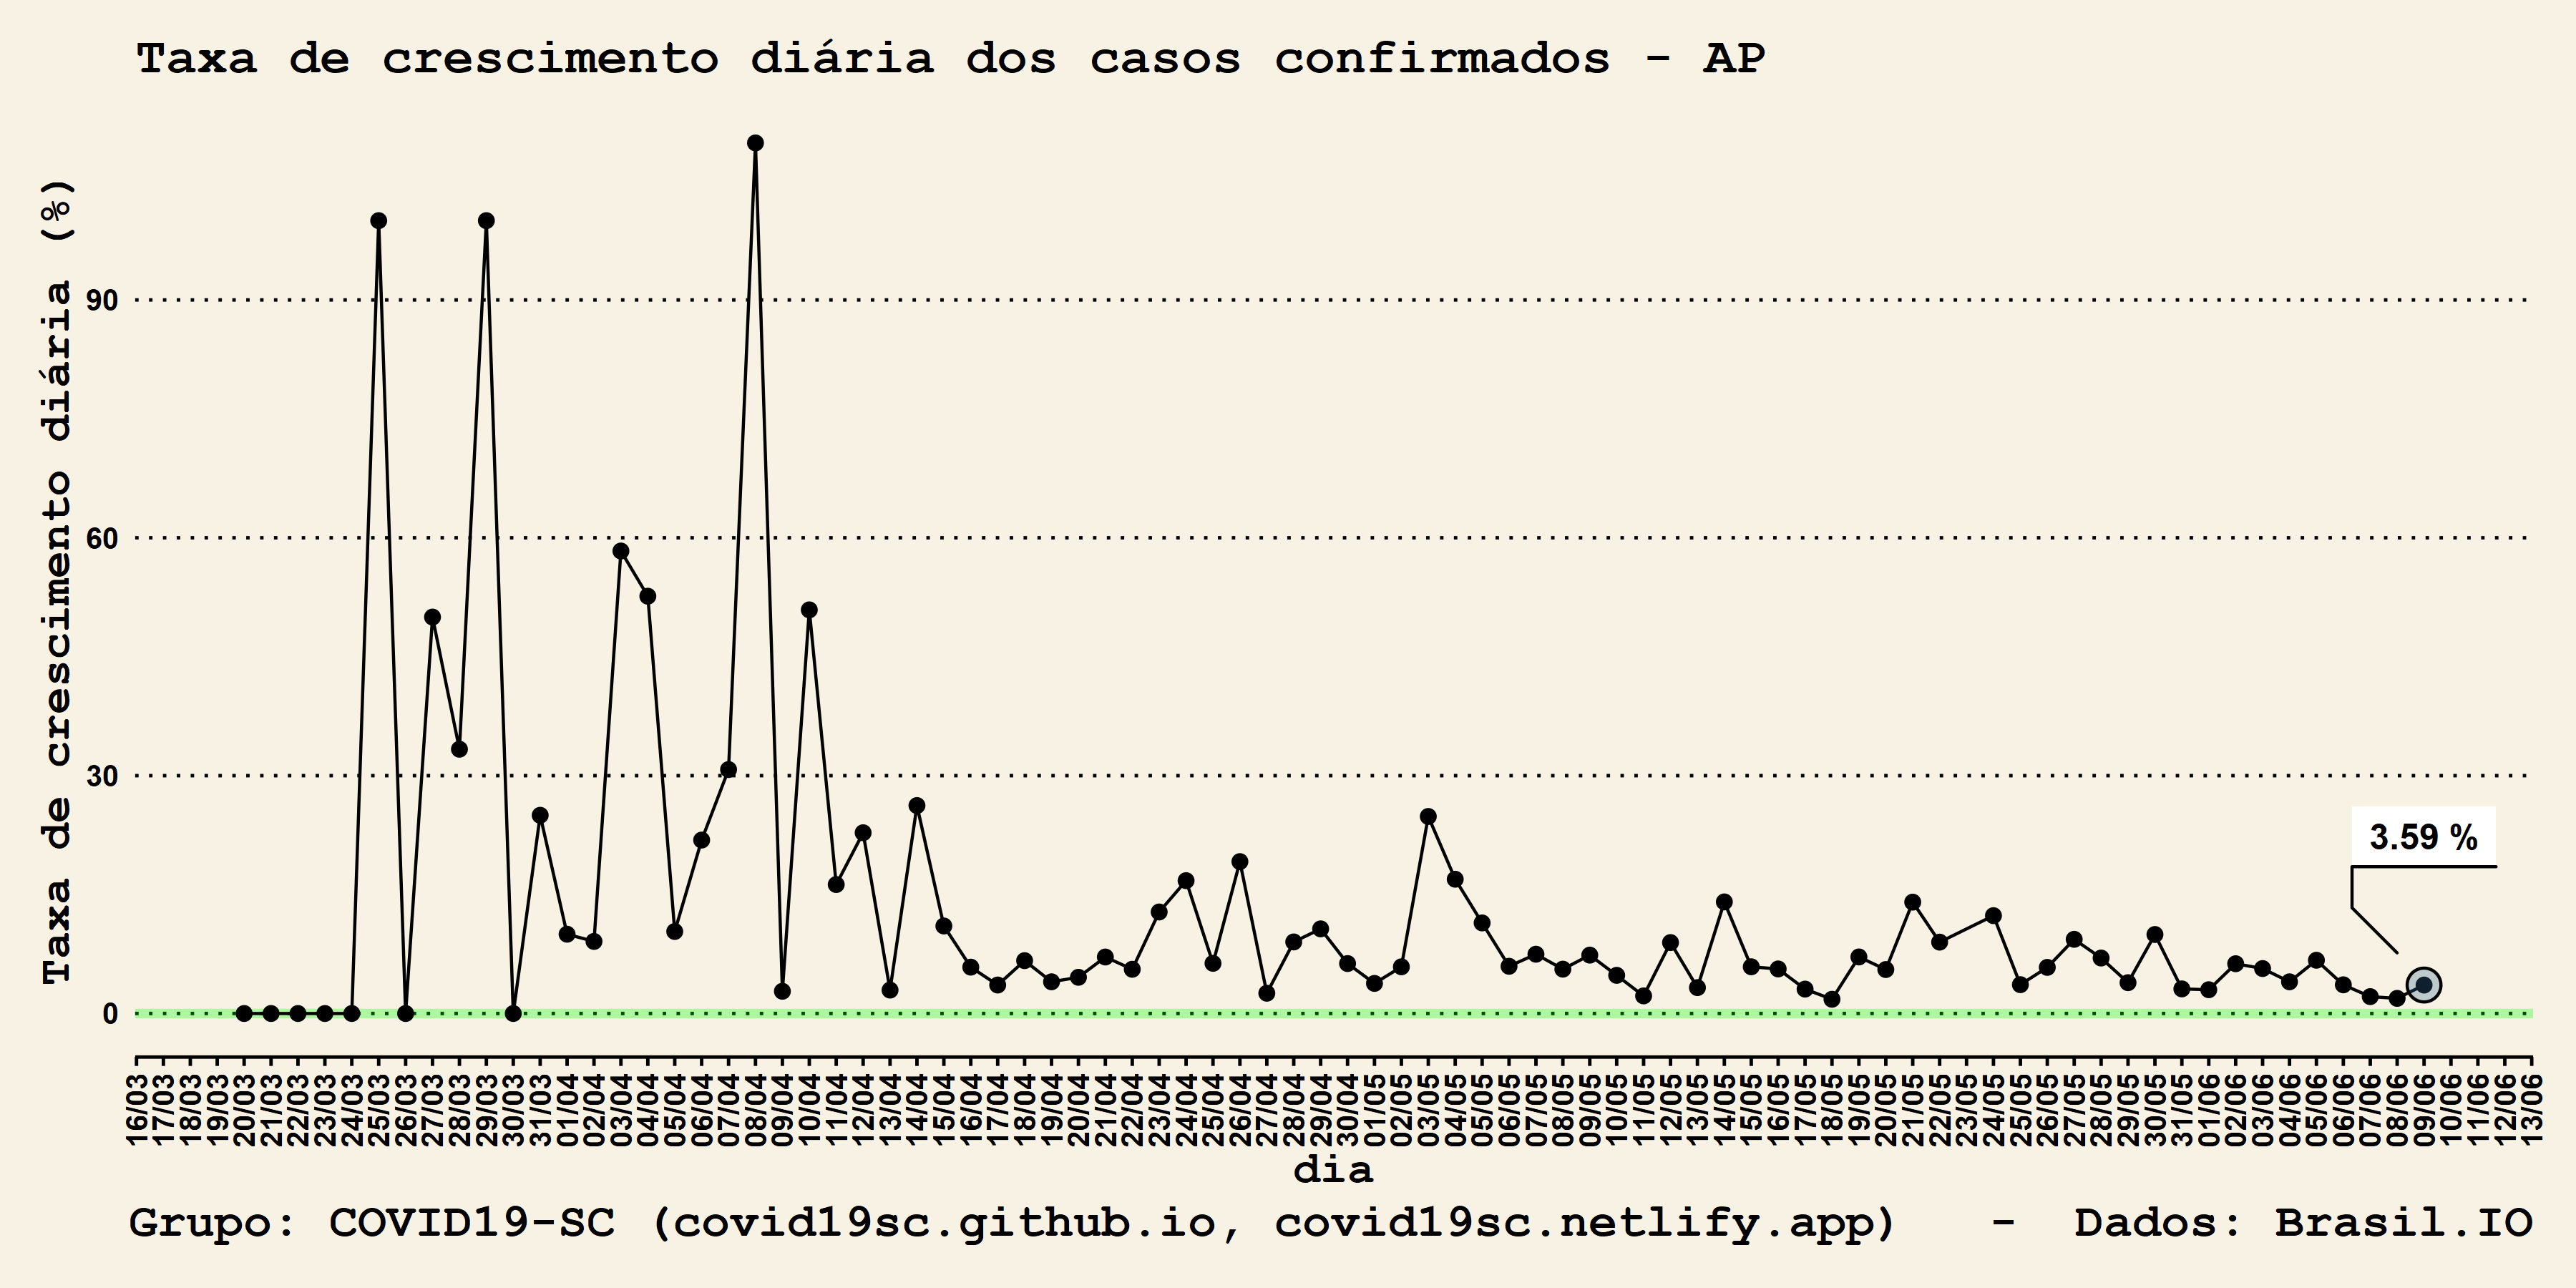 Taxa de crescimento diária dos casos confirmados - AP
Taxa de crescimento diária (%)
90
60
30
0
3.59 %
16/03 17/03 18/03 19/03 20/03 21/03 22/03 23/03 24/03 25/03 26/03 27/03 28/03 29/03 30/03 31/03 01/04 02/04 03/04 04/04 05/04 06/04 07/04 08/04 09/04 10/04 11/04 12/04 13/04 14/04 15/04 16/04 17/04 18/04 19/04 20/04 21/04 22/04 23/04 24/04 25/04 26/04 27/04 28/04 29/04 30/04 01/05 02/05 03/05 04/05 05/05 06/05 07/05 08/05 09/05 10/05 11/05 12/05 13/05 14/05 15/05 16/05 17/05 18/05 19/05 20/05 21/05 22/05 23/05 24/05 25/05 26/05 27/05 28/05 29/05 30/05 31/05 01/06 02/06 03/06 04/06 05/06 06/06 07/06 08/06 09/06 10/06 11/06 12/06 13/06
dia
Grupo: COVID19-SC (covid19sc.github.io, covid19sc.netlify.app) - Dados: Brasil.IO